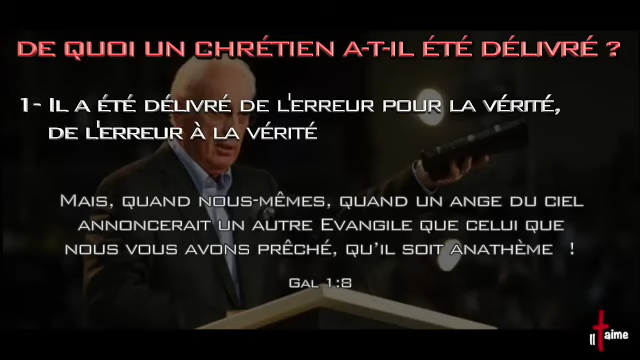 DE QUOI UN CHRÉTIEN A-T-IL ÉTÉ DÉLIVRÉ ?
1- IL A ÉTÉ DÉLIVRÉ DE L'ERREUR POUR LA VÉRITÉ,
DE L'ERREUR À LA VÉRITÉ
MAIS, QUAND NOUS-MÊMES, QUAND UN ANGE DU CIEL
ANNONCERAIT UN AUTRE EVANGILE QUE CELUI QUE
NOUS VOUS AVONS PRÊCHÉ, QU'IL SOIT ANATHÈME !
GAL 1:8
Il t'aime